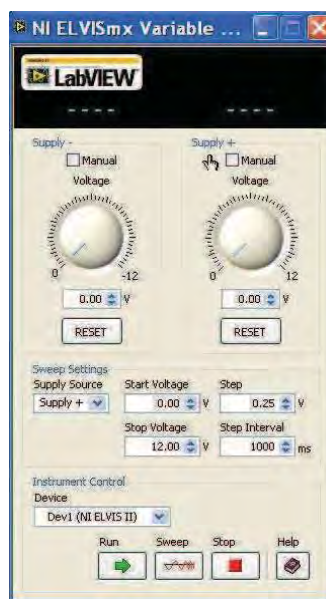 NI ELVISmx Variable ...
LabVIEW
---- ----
Supply - Supply +
Manual Manual
Voltage Voltage
0 -12 0 12
0.00 V 0.00 V
RESET RESET
Sweep Settings
Supply Source Start Voltage Step
Supply + 0.00 V 0.25 V
Stop Voltage Step Interval
12.00 V 1000 ms
Instrument Control
Device
Dev1 (NI ELVIS II)
Run Sweep Stop Help